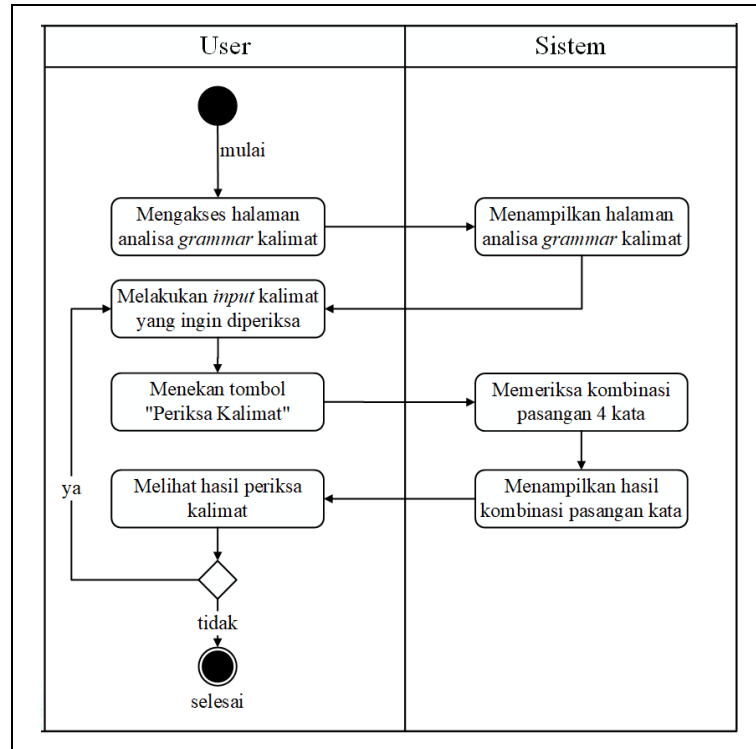 User
Sistem
mulai
Mengakses halaman
analisa grammar kalimat
Menampilkan halaman
analisa grammar kalimat
Melakukan input kalimat
yang ingin diperiksa
Menekan tombol
"Periksa Kalimat"
Memeriksa kombinasi
pasangan 4 kata
ya
Melihat hasil periksa
kalimat
Menampilkan hasil
kombinasi pasangan kata
tidak
selesai